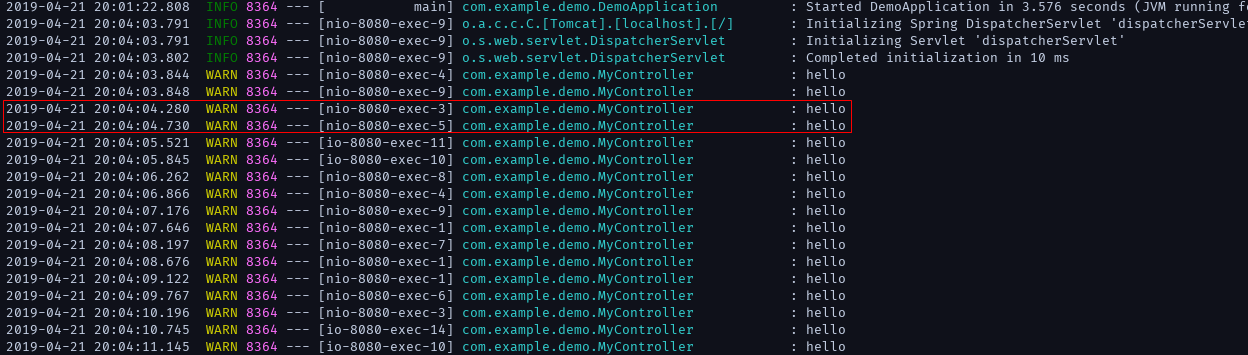 2019-04-21 20:01:22.808  INFO 8364 --- [           main] com.example.demo.DemoApplication         : Started DemoApplication in 3.576 seconds (JVM running fo
2019-04-21 20:04:03.791  INFO 8364 --- [nio-8080-exec-9] o.a.c.c.C.[Tomcat].[localhost].[/]       : Initializing Spring DispatcherServlet 'dispatcherServlet
2019-04-21 20:04:03.791  INFO 8364 --- [nio-8080-exec-9] o.s.web.servlet.DispatcherServlet        : Initializing Servlet 'dispatcherServlet'
2019-04-21 20:04:03.802  INFO 8364 --- [nio-8080-exec-9] o.s.web.servlet.DispatcherServlet        : Completed initialization in 10 ms
2019-04-21 20:04:03.844  WARN 8364 --- [nio-8080-exec-4] com.example.demo.MyController            : hello
2019-04-21 20:04:03.848  WARN 8364 --- [nio-8080-exec-9] com.example.demo.MyController            : hello
2019-04-21 20:04:04.280  WARN 8364 --- [nio-8080-exec-3] com.example.demo.MyController            : hello
2019-04-21 20:04:04.730  WARN 8364 --- [nio-8080-exec-5] com.example.demo.MyController            : hello
2019-04-21 20:04:05.521  WARN 8364 --- [io-8080-exec-11] com.example.demo.MyController            : hello
2019-04-21 20:04:05.845  WARN 8364 --- [io-8080-exec-10] com.example.demo.MyController            : hello
2019-04-21 20:04:06.262  WARN 8364 --- [nio-8080-exec-8] com.example.demo.MyController            : hello
2019-04-21 20:04:06.866  WARN 8364 --- [nio-8080-exec-4] com.example.demo.MyController            : hello
2019-04-21 20:04:07.176  WARN 8364 --- [nio-8080-exec-9] com.example.demo.MyController            : hello
2019-04-21 20:04:07.646  WARN 8364 --- [nio-8080-exec-1] com.example.demo.MyController            : hello
2019-04-21 20:04:08.197  WARN 8364 --- [nio-8080-exec-7] com.example.demo.MyController            : hello
2019-04-21 20:04:08.676  WARN 8364 --- [nio-8080-exec-1] com.example.demo.MyController            : hello
2019-04-21 20:04:09.122  WARN 8364 --- [nio-8080-exec-1] com.example.demo.MyController            : hello
2019-04-21 20:04:09.767  WARN 8364 --- [nio-8080-exec-6] com.example.demo.MyController            : hello
2019-04-21 20:04:10.196  WARN 8364 --- [nio-8080-exec-3] com.example.demo.MyController            : hello
2019-04-21 20:04:10.745  WARN 8364 --- [io-8080-exec-14] com.example.demo.MyController            : hello
2019-04-21 20:04:11.145  WARN 8364 --- [io-8080-exec-10] com.example.demo.MyController            : hello